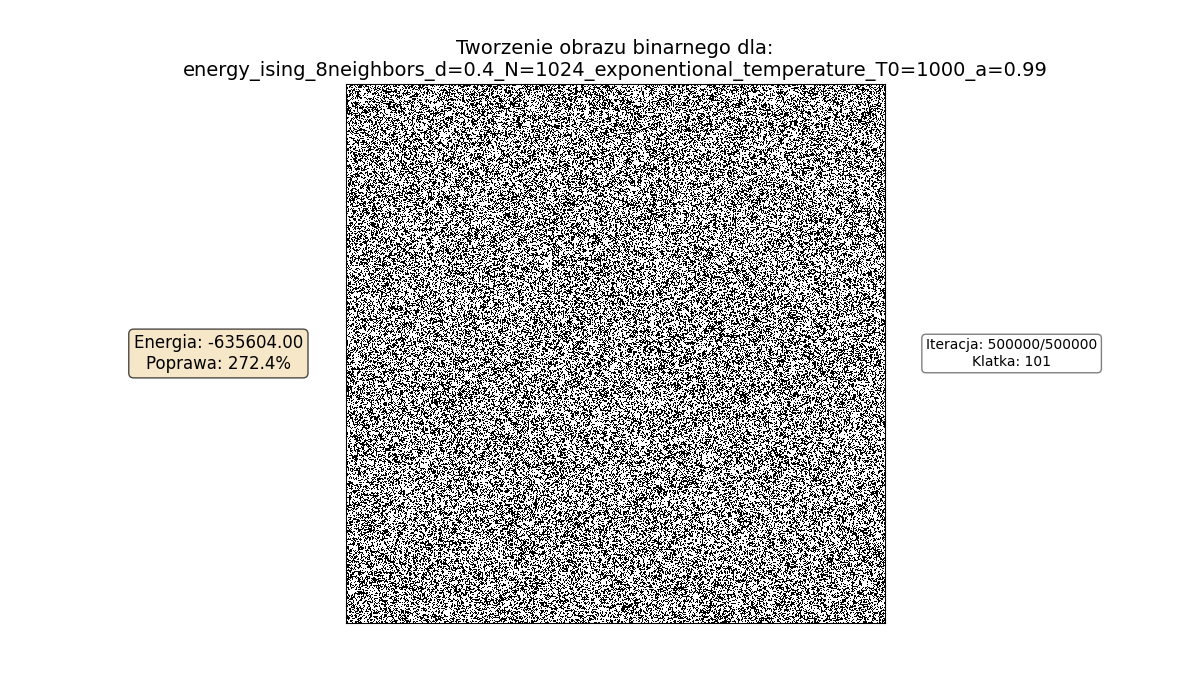 Tworzenie obrazu binarnego dla:
energy_ising_8neighbors_d=0.4_N=1024_exponentional_temperature_T0=1000_a=0.99
Energia: -635604.00
Poprawa: 272.4%
Iteracja: 500000/500000
Klatka: 101